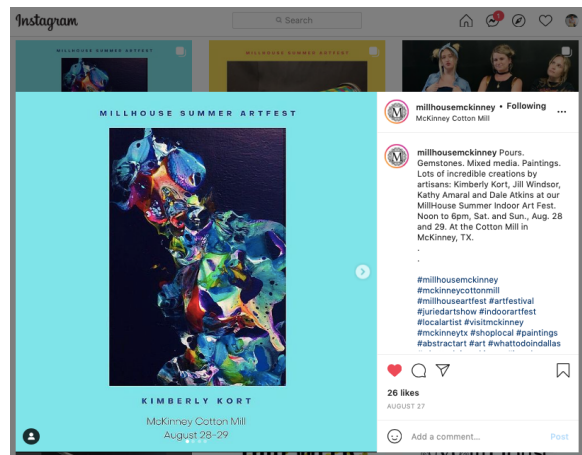 Instagram
Search
MILLHOUSE SUMMER ARTFEST
MILLHOUSE SUMMER ARTFEST
KIMBERLY KORT
McKinney Cotton Mill
August 28-29
millhousemckinney • Following
McKinney Cotton Mill
millhousemckinney Pours.
Gemstones. Mixed media. Paintings.
Lots of incredible creations by
artisans: Kimberly Kort, Jill Windsor,
Kathy Amaral and Dale Atkins at our
MillHouse Summer Indoor Art Fest.
Noon to 6pm, Sat. and Sun., Aug. 28
and 29. At the Cotton Mill in
McKinney, TX.
.
.
#millhousemckinney
#mckinneycottonmill
#millhouseartfest #artfestival
#juriedartshow #indoorartfest
#localartist #visitmckinney
#mckinneytx #shoplocal #paintings
#abstractart #art #whattodoindallas
26 likes
AUGUST 27
Add a comment...
Post